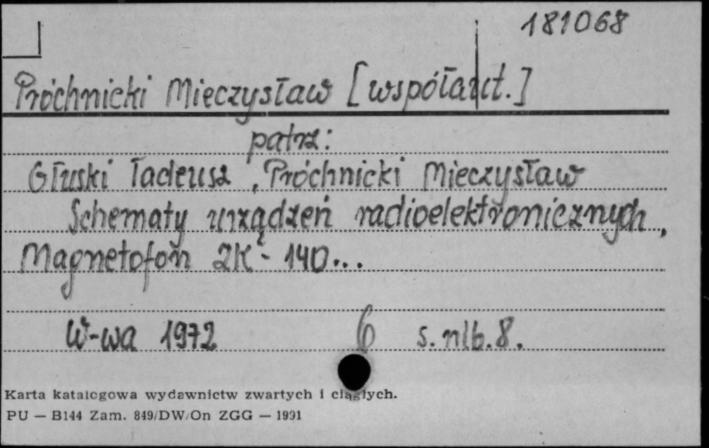 181068
Próchnicki Mieczysław [współaut.]
patrz:
Głuski Tadeusz, Próchnicki Mieczysław
Schematy urządzeń radioelektronicznych,
Magnetofon ZK - 140...
W-wa 1972 6 s. nlb. 8.
Karta katalogowa wydawnictw zwartych i ciągłych.
PU — B144 Zam. 849/DW/On ZGG — 1991